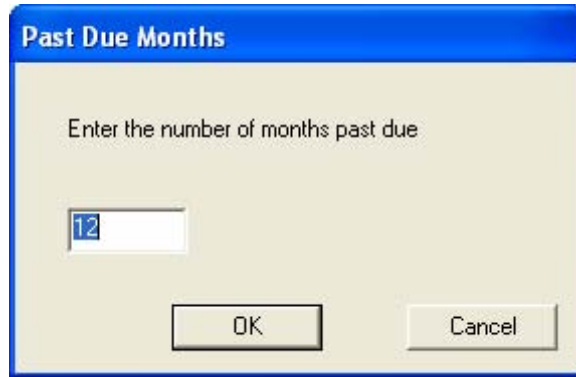 Past Due Months
Enter the number of months past due
12
OK
Cancel